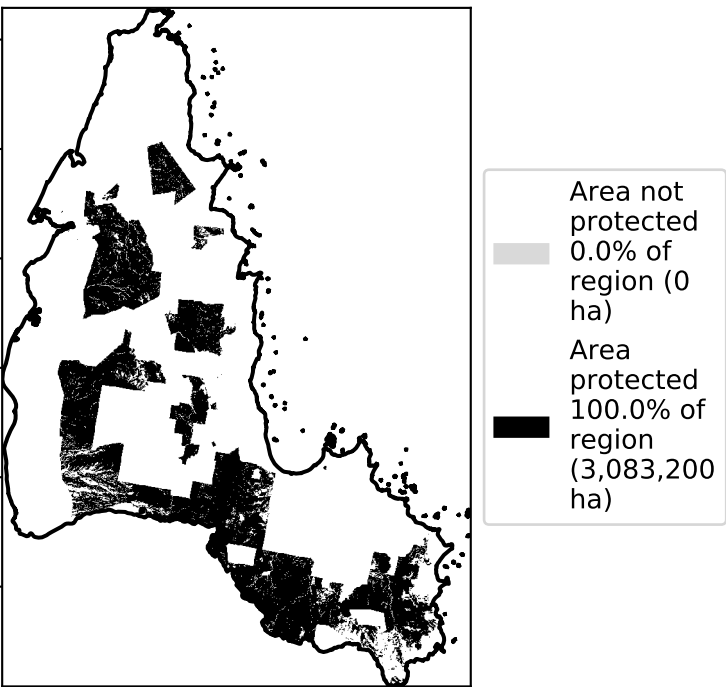 Area not
protected
0.0% of
region (0
ha)
Area
protected
100.0% of
region
(3,083,200
ha)